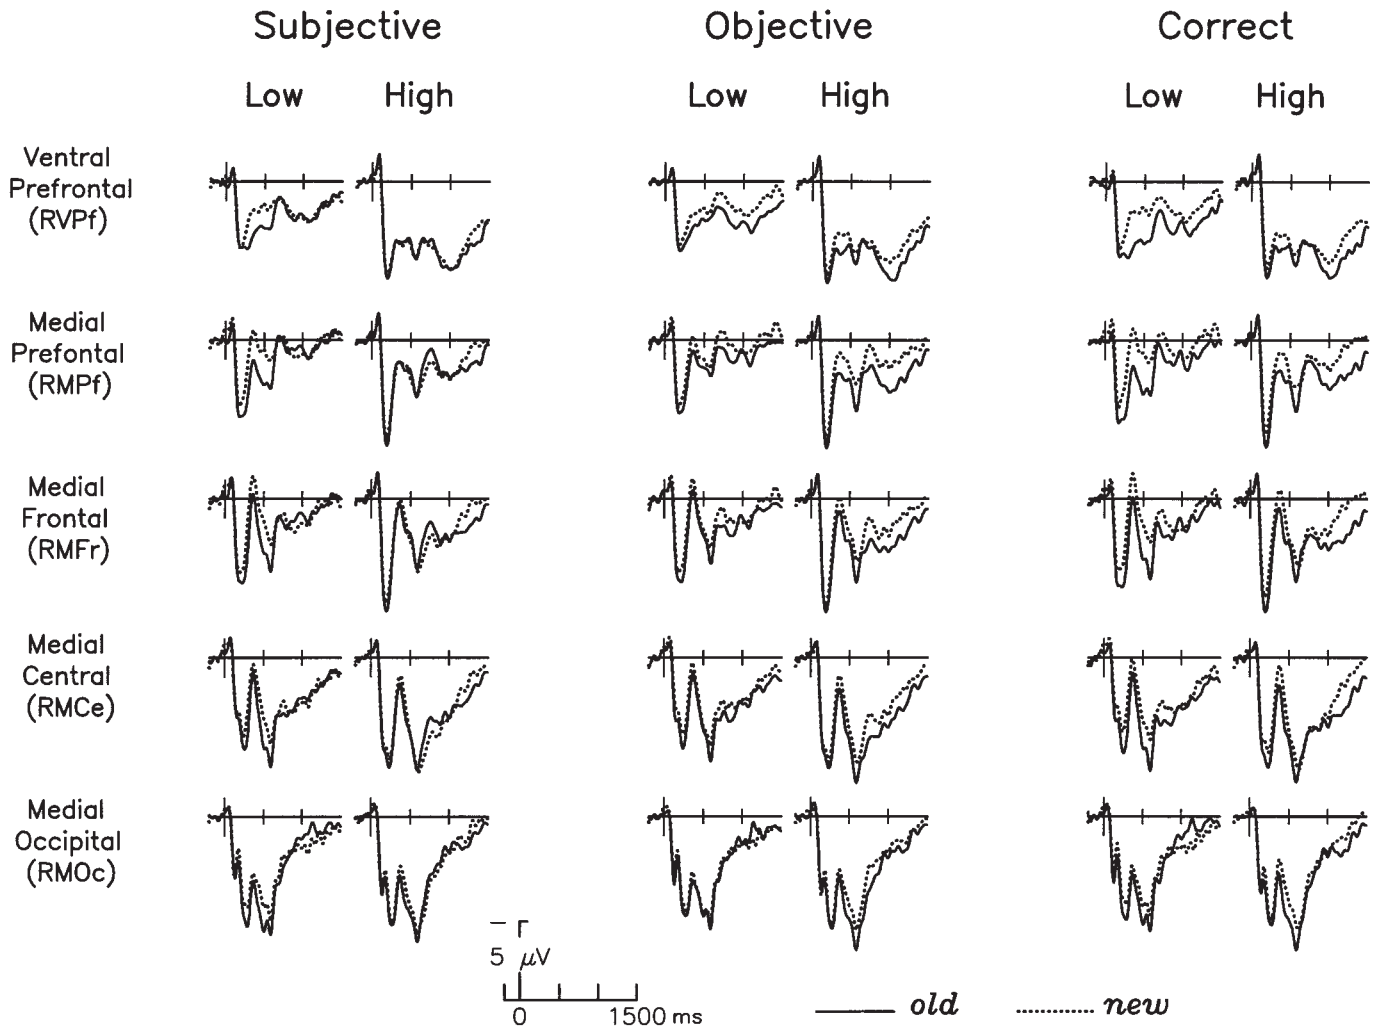 Subjective Objective Correct
Low High Low High Low High
Ventral
Prefrontal
(RVPf)
Medial
Prefontal
(RMPf)
Medial
Frontal
(RMFr)
Medial
Central
(RMCe)
Medial
Occipital
(RMOc)
–
5 μV
0 1500 ms
old new